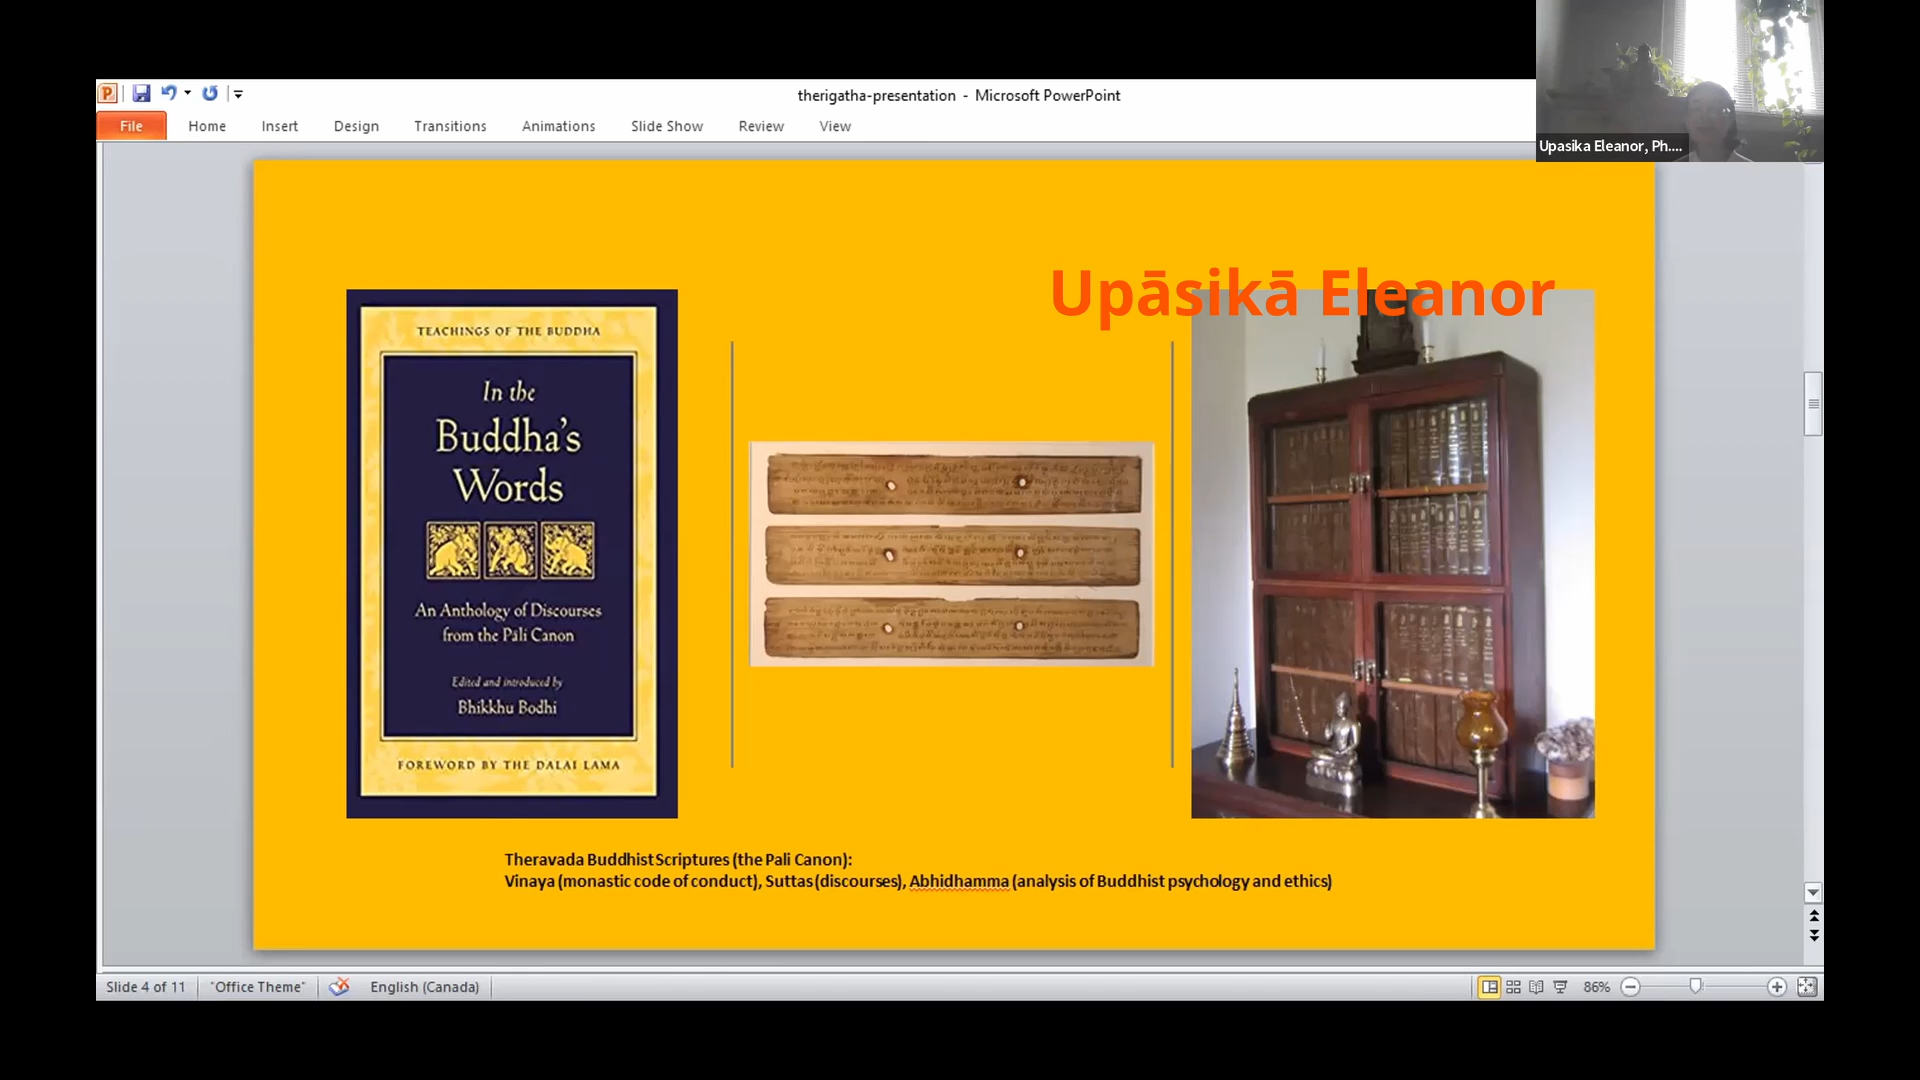 therigatha-presentation - Microsoft PowerPoint
File Home Insert Design Transitions Animations Slide Show Review View
Upasika Eleanor, Ph....
Upāsikā Eleanor
TEACHINGS OF THE BUDDHA
In the
Buddha's
Words
An Anthology of Discourses
from the Pāli Canon
Edited and introduced by
Bhikkhu Bodhi
FOREWORD BY THE DALAI LAMA
Theravada Buddhist Scriptures (the Pali Canon):
Vinaya (monastic code of conduct), Suttas (discourses), Abhidhamma (analysis of Buddhist psychology and ethics)
Slide 4 of 11 "Office Theme" English (Canada) 86%